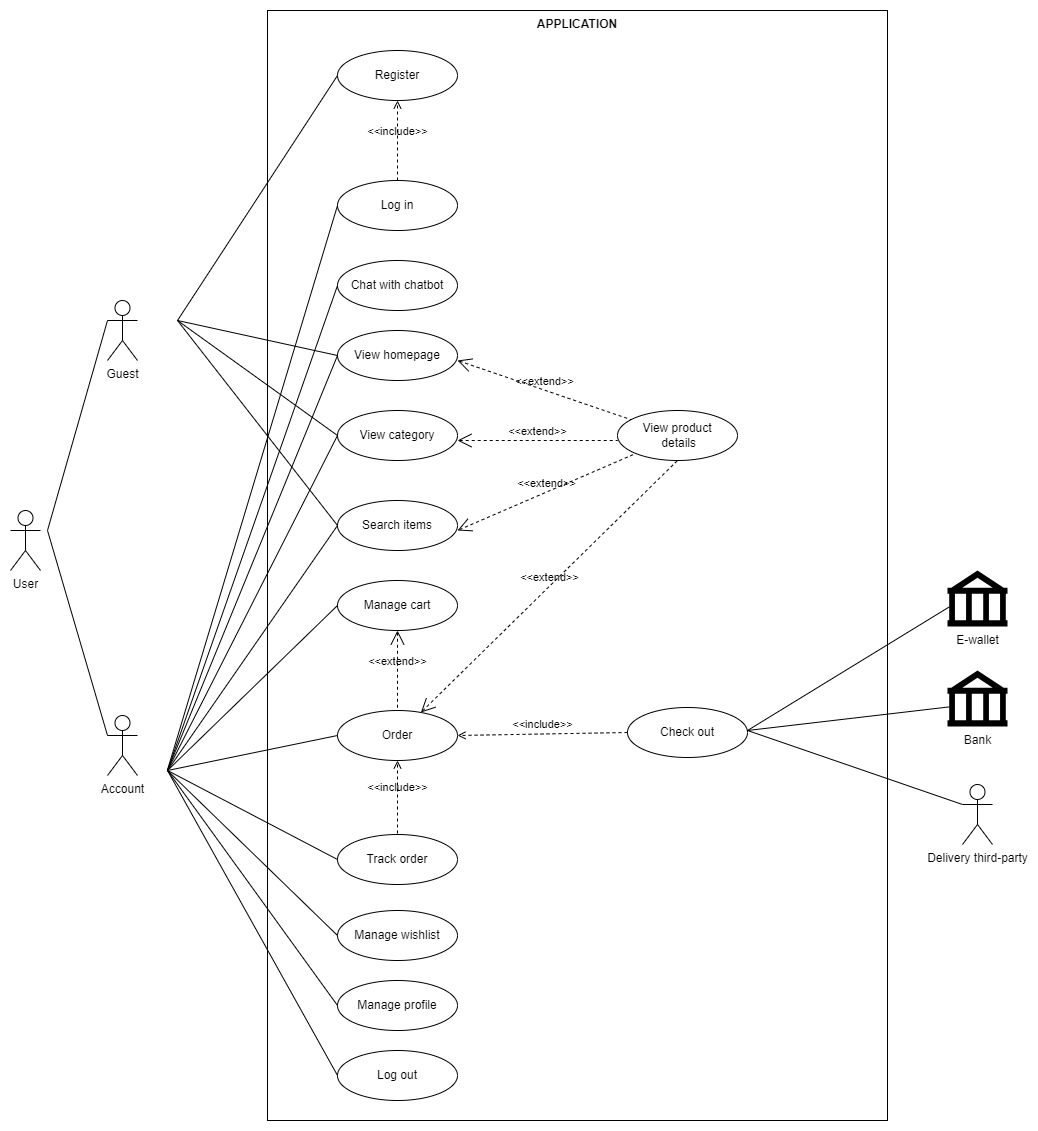 APPLICATION
Register
<<include>>
Log in
Chat with chatbot
Guest
View homepage
<<extend>>
View category
<<extend>>
View product
details
<<extend>>
Search items
User
<<extend>>
Manage cart
E-wallet
<<extend>>
Order
<<include>>
Check out
Bank
Account
<<include>>
Track order
Delivery third-party
Manage wishlist
Manage profile
Log out